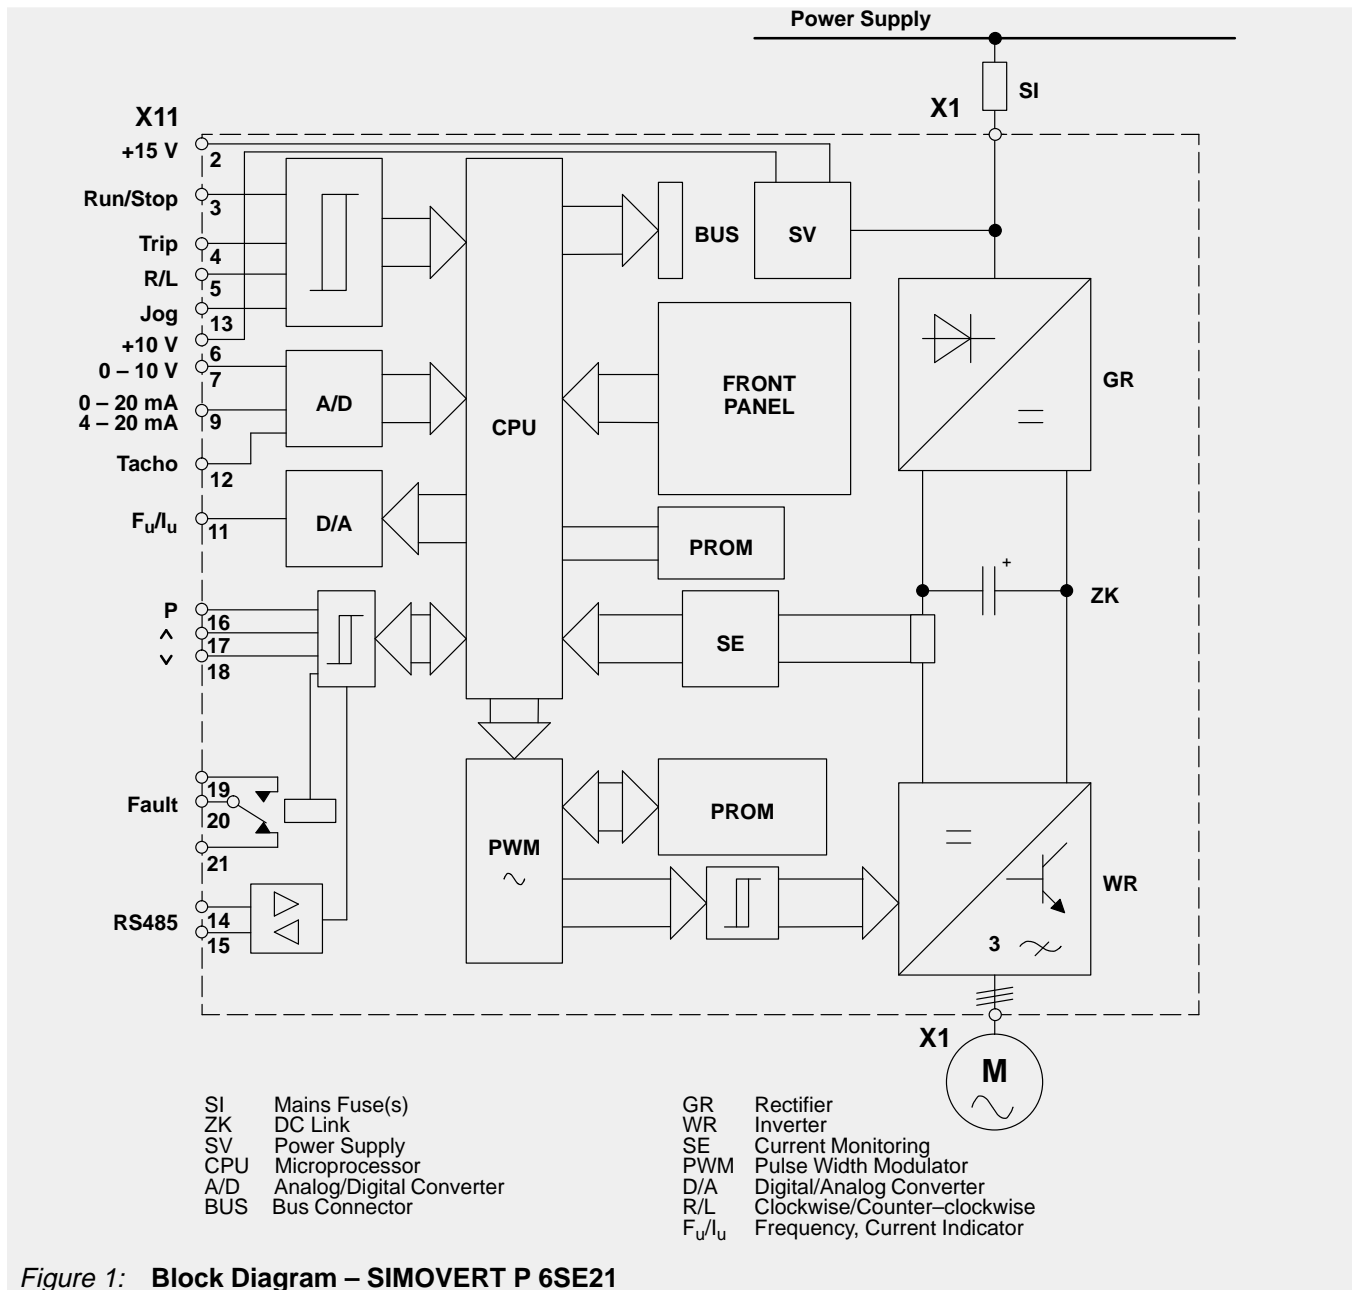 Power Supply
SI
X1
X11
+15 V
2
Run/Stop
3
Trip
4
R/L
5
Jog
13
+10 V
6
0 – 10 V
7
0 – 20 mA
4 – 20 mA
9
Tacho
12
Fu/Iu
11
P
16
^
17
v
18
Fault
19
20
21
RS485
14
15
A/D
D/A
CPU
BUS
SV
FRONT
PANEL
PROM
SE
GR
+
ZK
PWM
~
PROM
WR
3 ~
X1
M
~
SI Mains Fuse(s)
ZK DC Link
SV Power Supply
CPU Microprocessor
A/D Analog/Digital Converter
BUS Bus Connector
GR Rectifier
WR Inverter
SE Current Monitoring
PWM Pulse Width Modulator
D/A Digital/Analog Converter
R/L Clockwise/Counter–clockwise
Fu/Iu Frequency, Current Indicator
Figure 1: Block Diagram – SIMOVERT P 6SE21